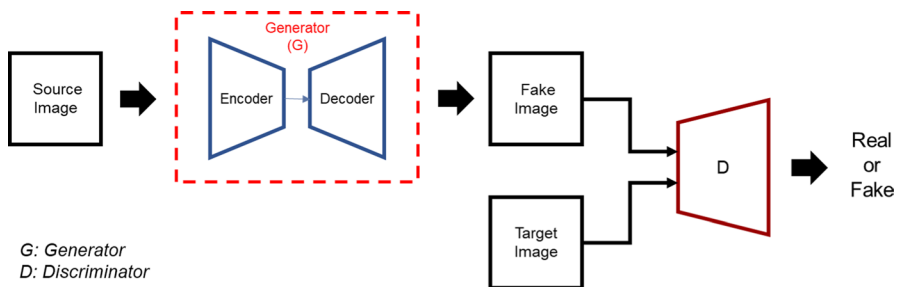 Source
Image
Generator
(G)
Encoder
Decoder
Fake
Image
Target
Image
D
Real
or
Fake
G: Generator
D: Discriminator